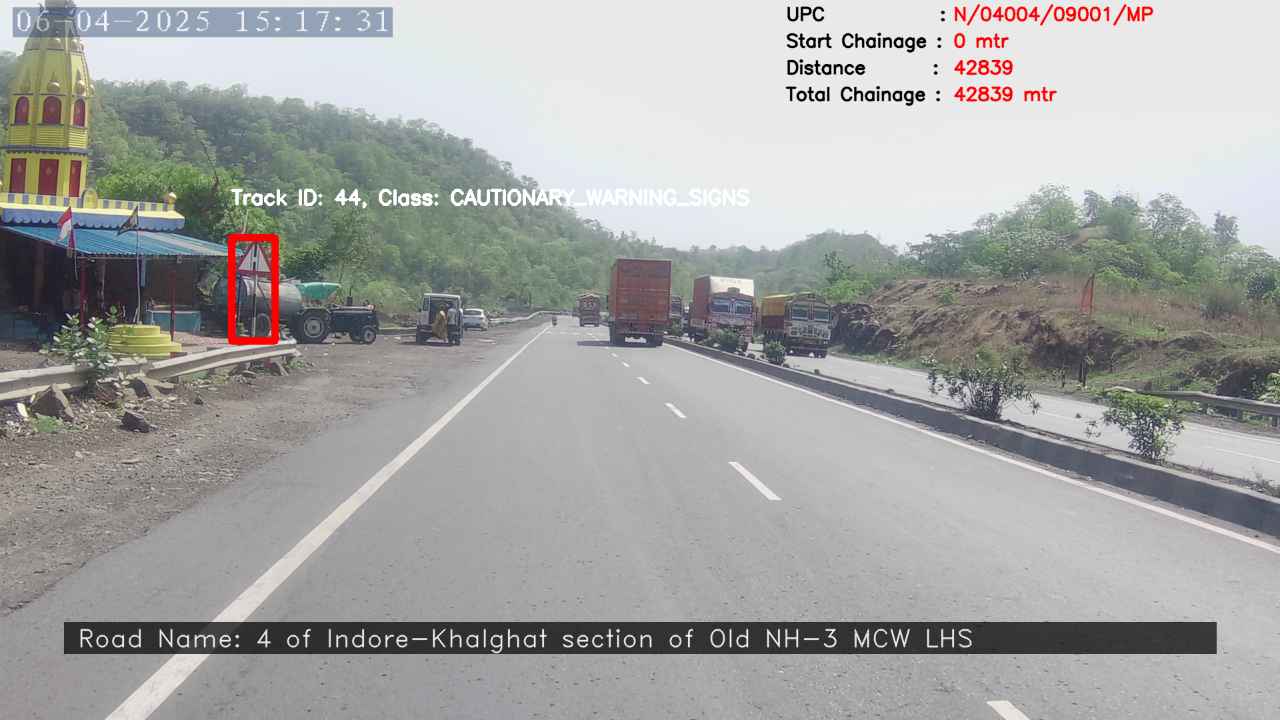 06-04-2025 15:17:31
UPC : N/04004/09001/MP
Start Chainage : 0 mtr
Distance : 42839
Total Chainage : 42839 mtr
Track ID: 44, Class: CAUTIONARY_WARNING_SIGNS
Road Name: 4 of Indore-Khalghat section of Old NH-3 MCW LHS